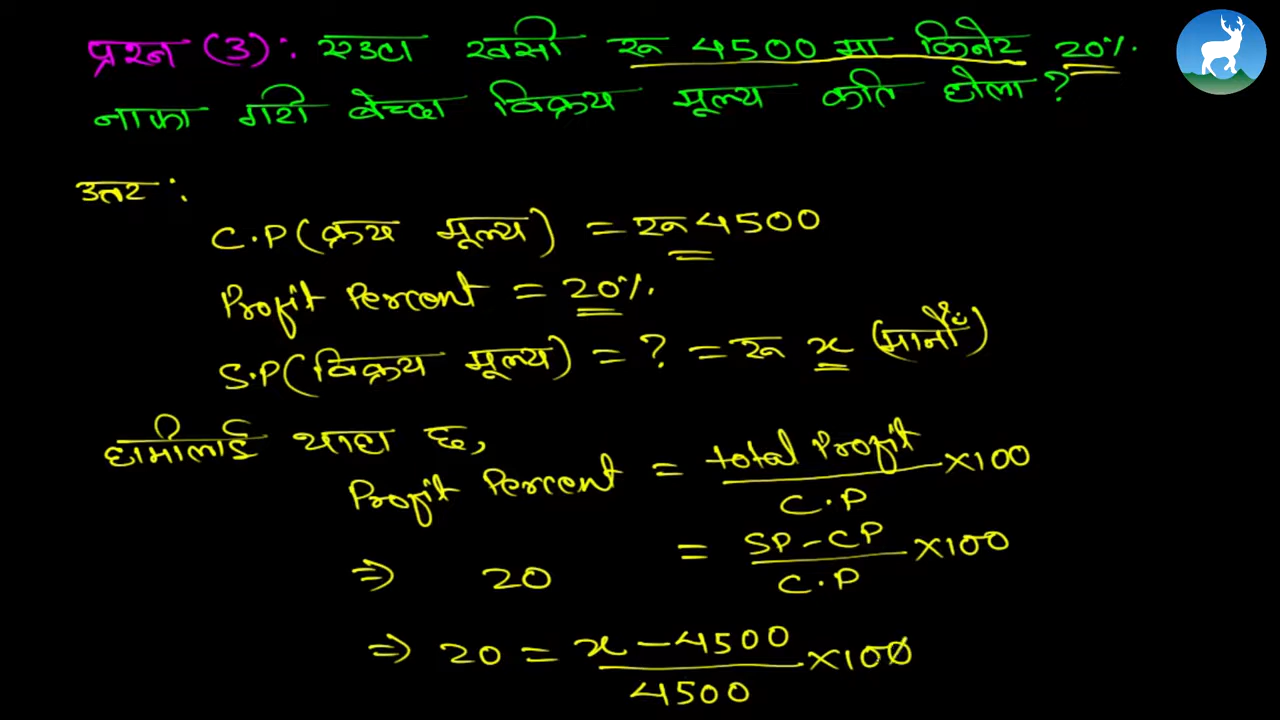 प्रश्न (3): एउटा खसी रू 4500 मा किनेर 20%
नाफा गरी बेच्दा विक्रय मूल्य कति होला ?
उत्तर :
C.P (क्रय मूल्य) = रू 4500
Profit Percent = 20%
S.P (विक्रय मूल्य) = ? = रू x (मानौँ)
हामीलाई थाहा छ,
Profit Percent = total Profit / C.P × 100
⇒ 20 = SP - CP / C.P × 100
⇒ 20 = x - 4500 / 4500 × 100